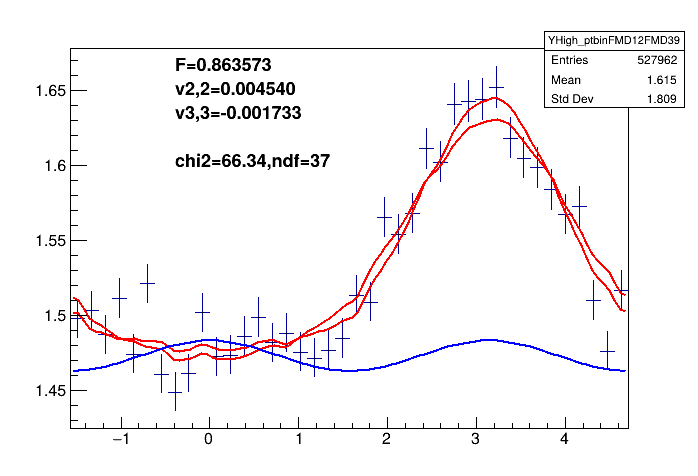 YHigh_ptbinFMD12FMD39
Entries 527962
Mean 1.615
Std Dev 1.809
F=0.863573
v2,2=0.004540
v3,3=-0.001733
chi2=66.34,ndf=37
1.65
1.6
1.55
1.5
1.45
−1 0 1 2 3 4